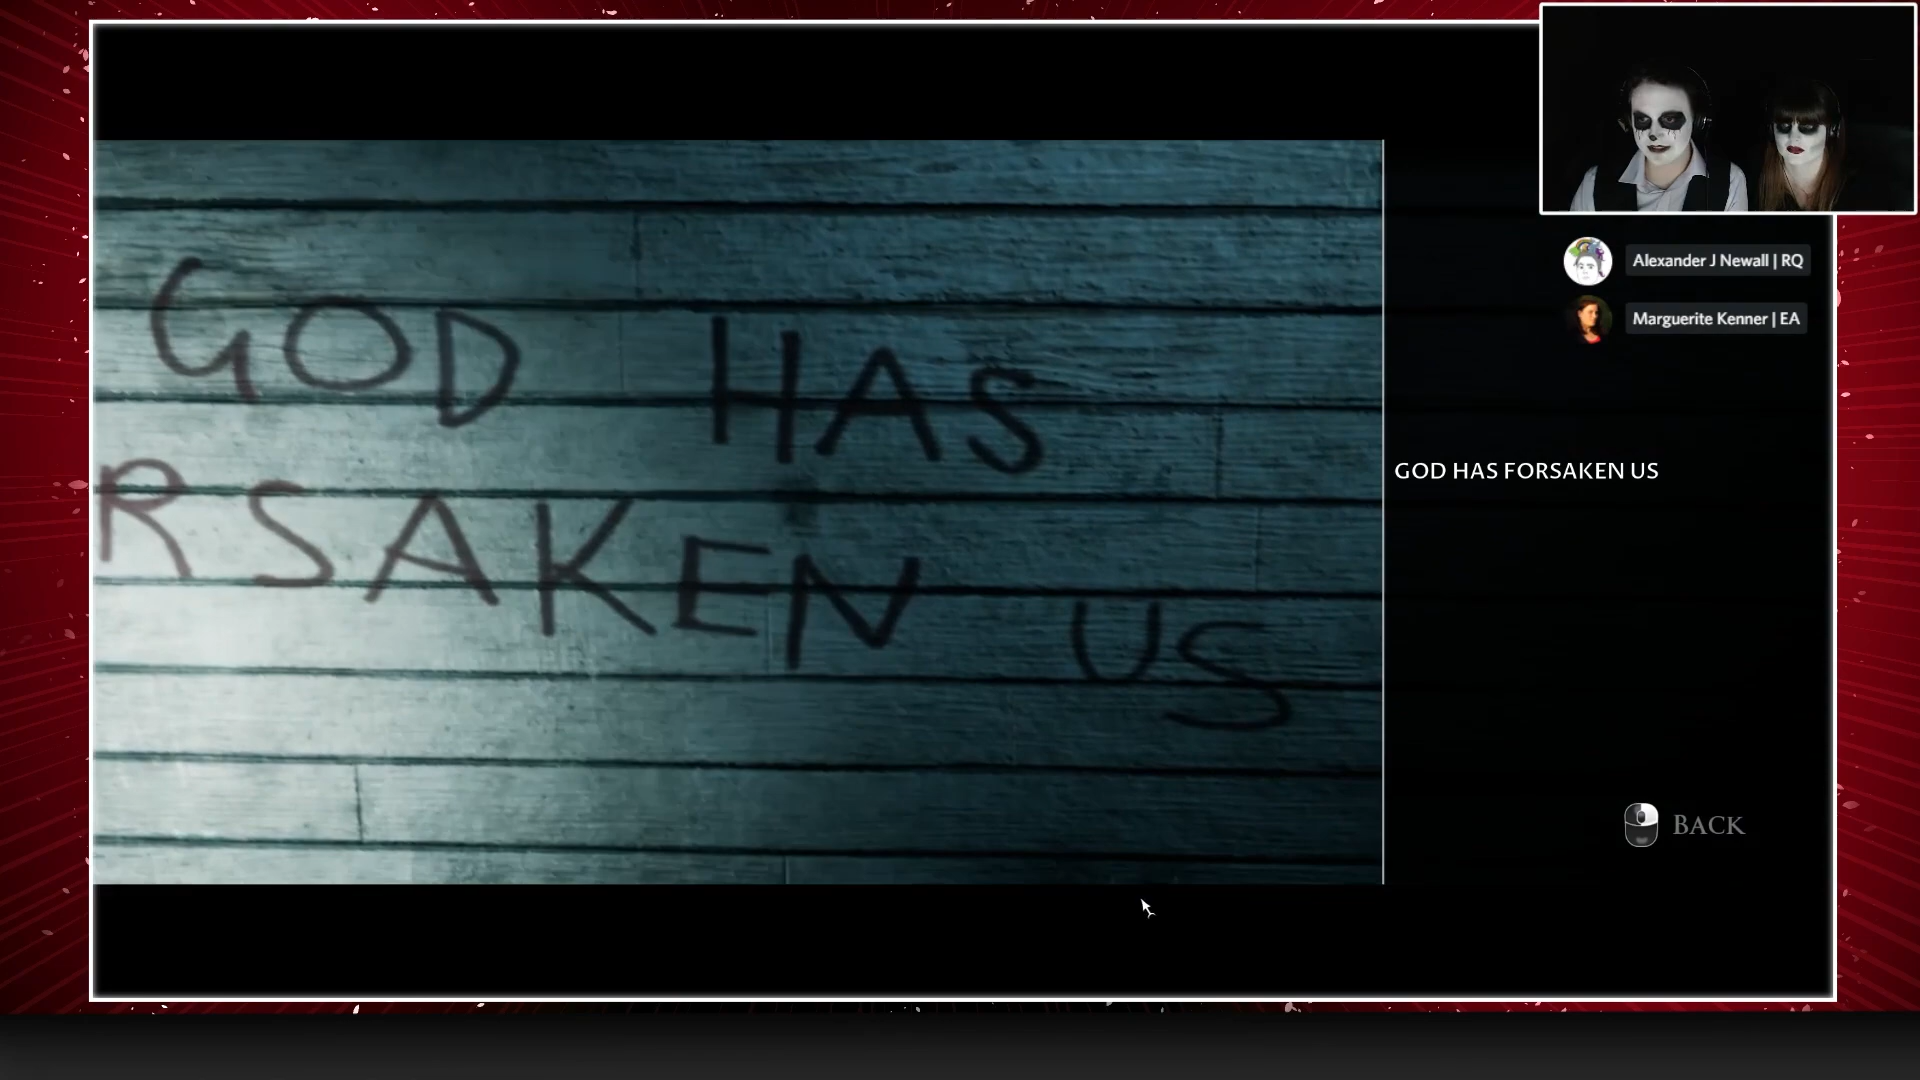 GOD HAS
RSAKEN US
Alexander J Newall | RQ
Marguerite Kenner | EA
GOD HAS FORSAKEN US
BACK